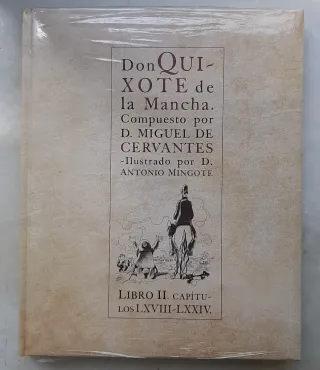 Don QUI-
XOTE de
la Mancha.
Compuesto por
D. MIGUEL DE
CERVANTES
-Ilustrado por D.
ANTONIO MINGOTE
LIBRO II. CAPÍTU-
LOS LXVIII-LXXIV.